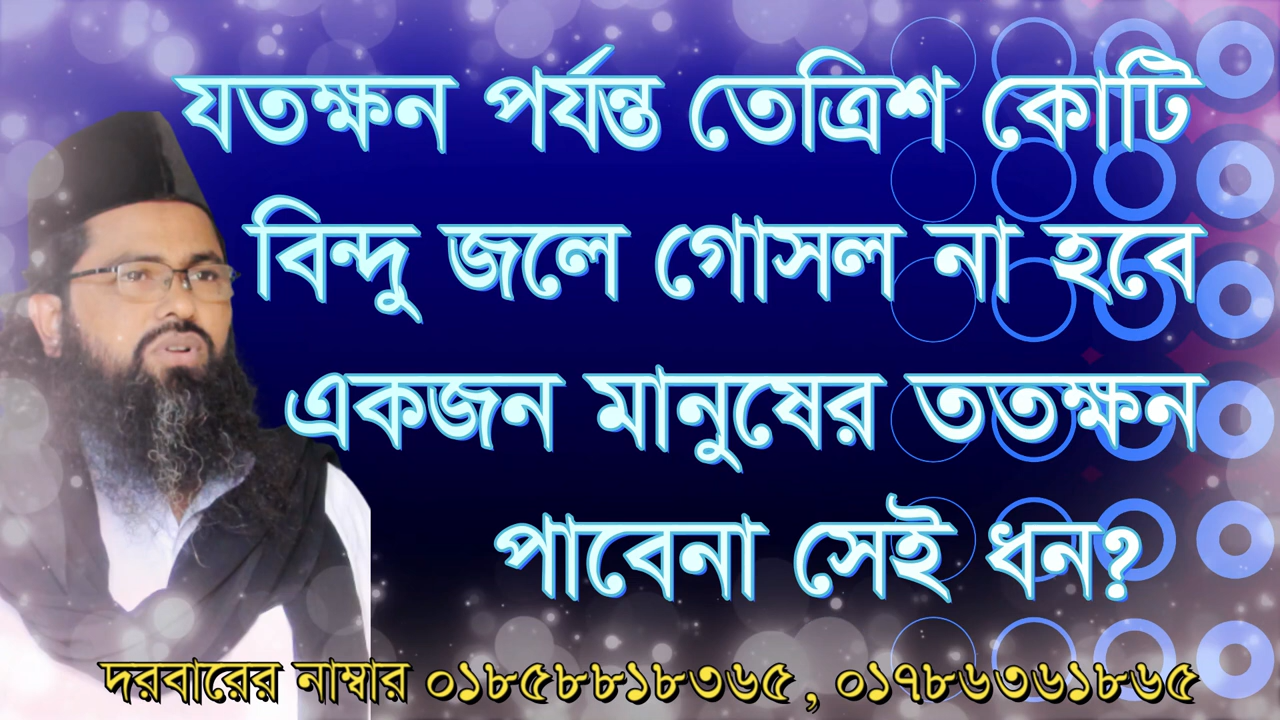 যতক্ষন পর্যন্ত তেত্রিশ কোটি
বিন্দু জলে গোসল না হবে
একজন মানুষের ততক্ষন
পাবেনা সেই ধন?
দরবারের নাম্বার ০১৮৫৮৮১৮৩৬৫, ০১৭৮৬৩৬১৮৬৫